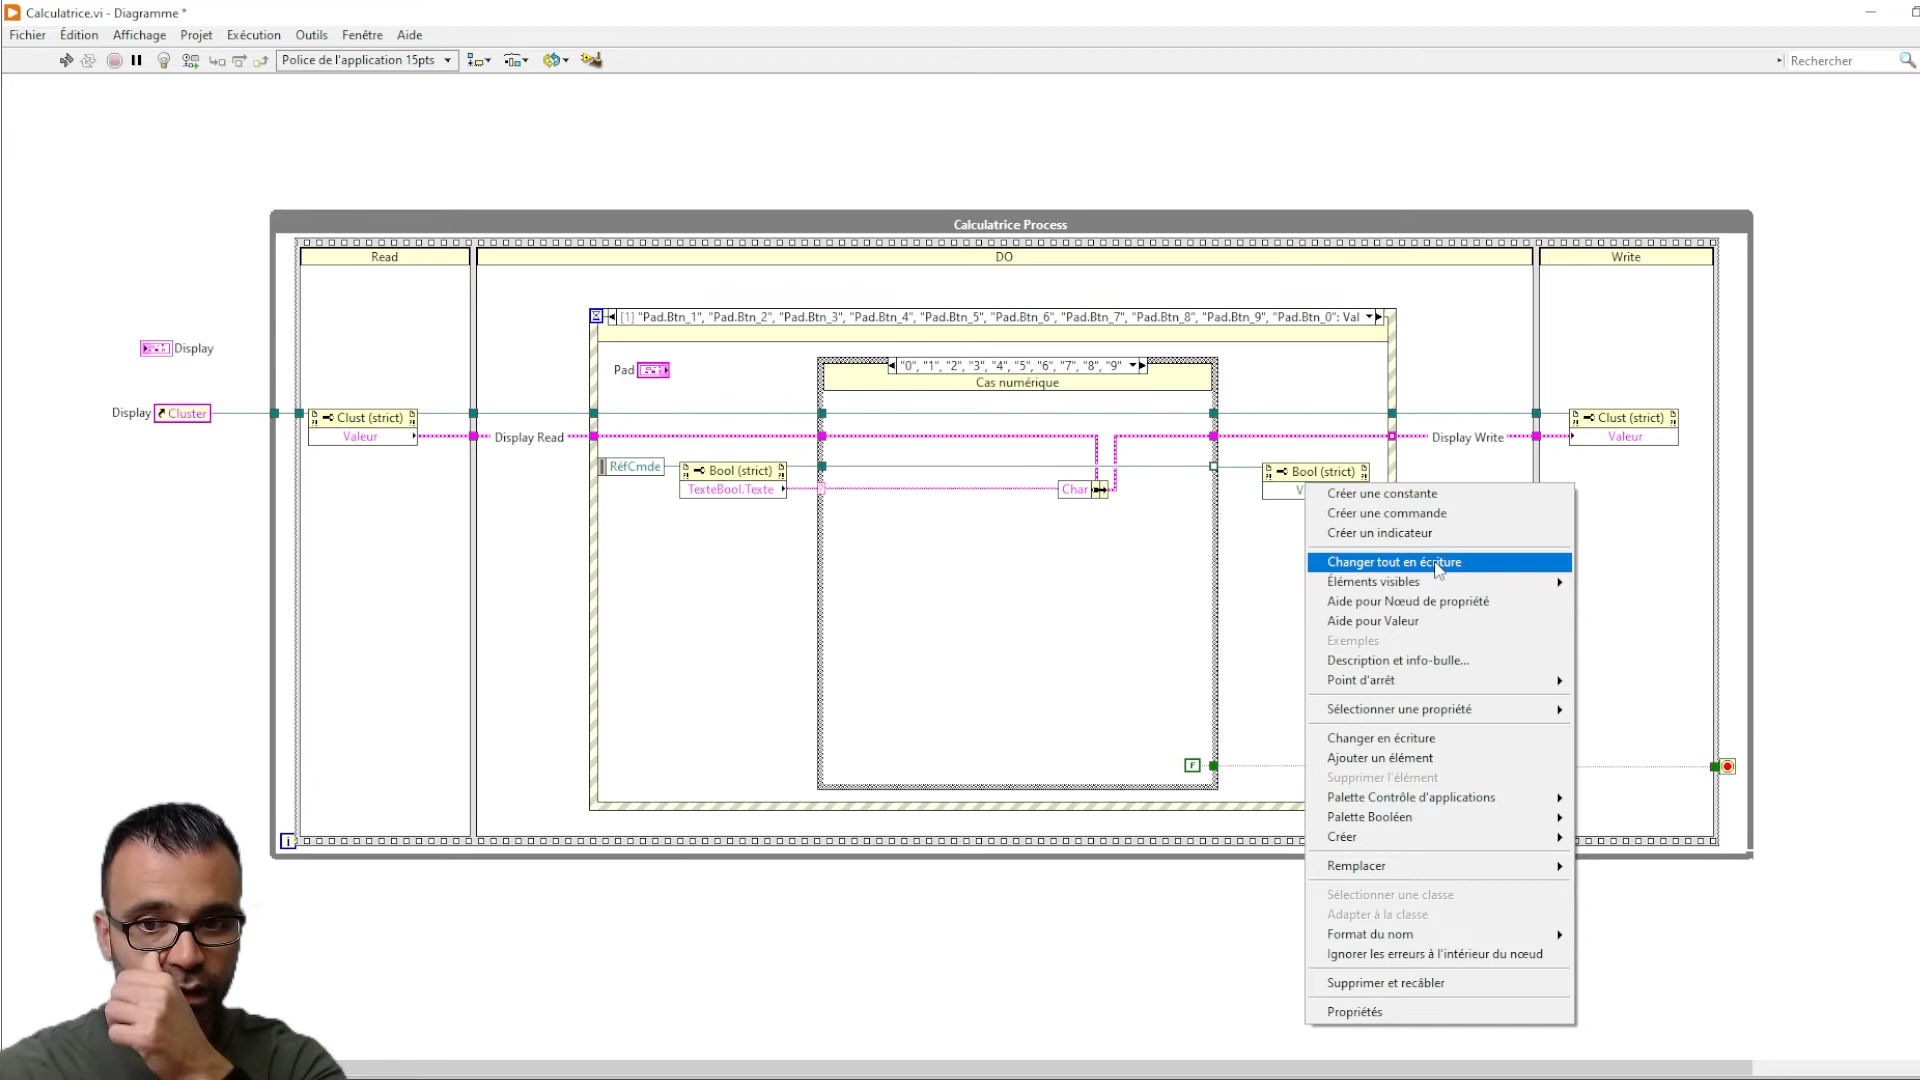 Calculatrice.vi - Diagramme *
Fichier Édition Affichage Projet Exécution Outils Fenêtre Aide
Police de l'application 15pts
Rechercher
Calculatrice Process
Read DO Write
[1] "Pad.Btn_1", "Pad.Btn_2", "Pad.Btn_3", "Pad.Btn_4", "Pad.Btn_5", "Pad.Btn_6", "Pad.Btn_7", "Pad.Btn_8", "Pad.Btn_9", "Pad.Btn_0": Val
Display
Pad
"0", "1", "2", "3", "4", "5", "6", "7", "8", "9"
Cas numérique
Display Cluster
Clust (strict)
Valeur
Display Read
Display Write
Clust (strict)
Valeur
RéfCmde
Bool (strict)
TexteBool.Texte
Char
Bool (strict)
V
F
i
Créer une constante
Créer une commande
Créer un indicateur
Changer tout en écriture
Éléments visibles
Aide pour Nœud de propriété
Aide pour Valeur
Exemples
Description et info-bulle...
Point d'arrêt
Sélectionner une propriété
Changer en écriture
Ajouter un élément
Supprimer l'élément
Palette Contrôle d'applications
Palette Booléen
Créer
Remplacer
Sélectionner une classe
Adapter à la classe
Format du nom
Ignorer les erreurs à l'intérieur du nœud
Supprimer et recâbler
Propriétés